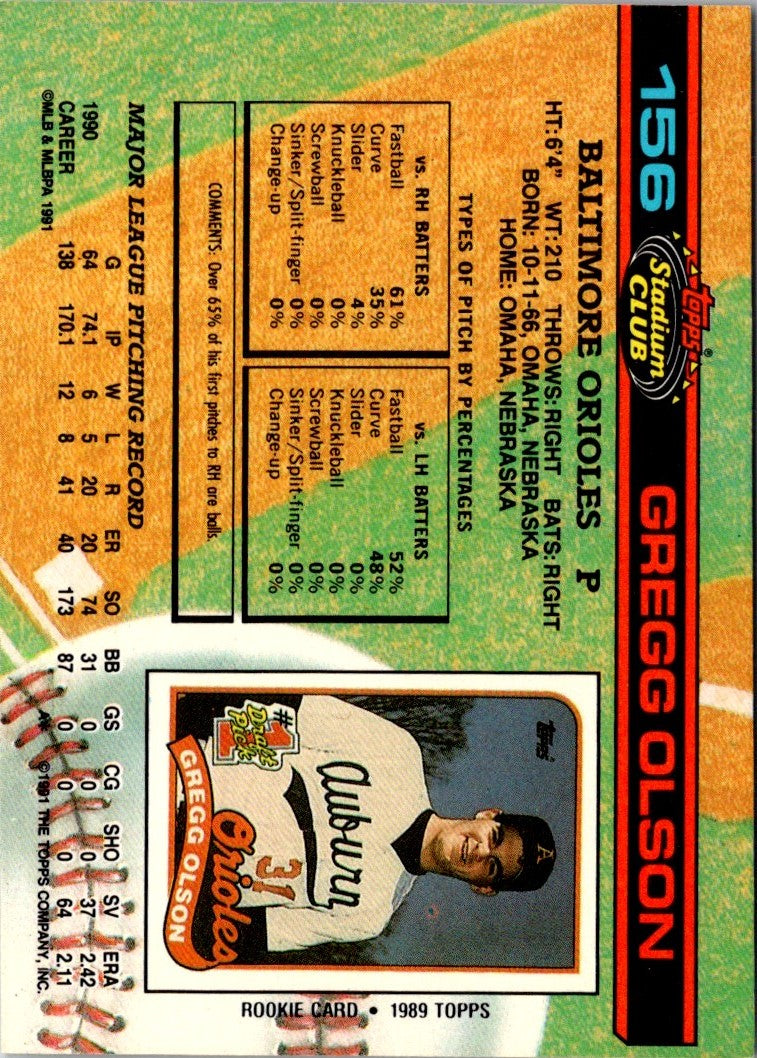 156 Topps® Stadium CLUB GREGG OLSON
BALTIMORE ORIOLES P
HT: 6'4" WT: 210 THROWS: RIGHT BATS: RIGHT
BORN: 10-11-66, OMAHA, NEBRASKA
HOME: OMAHA, NEBRASKA
TYPES OF PITCH BY PERCENTAGES
vs. RH BATTERS
Fastball 61%
Curve 35%
Slider 4%
Knuckleball 0%
Screwball 0%
Sinker/Split-finger 0%
Change-up 0%
vs. LH BATTERS
Fastball 52%
Curve 48%
Slider 0%
Knuckleball 0%
Screwball 0%
Sinker/Split-finger 0%
Change-up 0%
COMMENTS: Over 65% of his first pitches to RH are balls.
Topps®
A
Auburn
31
#1 Draft Pick
Orioles
GREGG OLSON
ROOKIE CARD • 1989 TOPPS
MAJOR LEAGUE PITCHING RECORD
G IP W L R ER SO BB GS CG SHO SV ERA
1990 64 74.1 6 5 20 20 74 31 0 0 0 37 2.42
CAREER 138 170.1 12 8 41 40 173 87 0 0 0 64 2.11
©MLB & MLBPA 1991 A* ©1991 THE TOPPS COMPANY, INC.